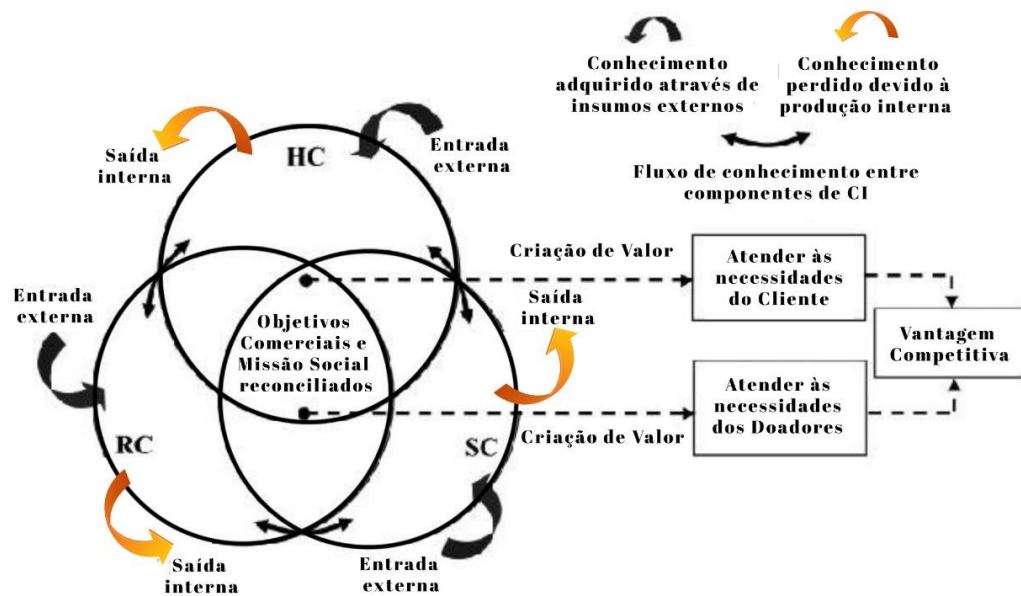 Conhecimento
adquirido através de
insumos externos
Conhecimento
perdido devido à
produção interna
Fluxo de conhecimento entre
componentes de CI
Saída
interna
HC
Entrada
externa
Entrada
externa
Objetivos
Comerciais e
Missão Social
reconciliados
RC
SC
Saída
interna
Saída
interna
Entrada
externa
Criação de Valor
Atender às
necessidades
do Cliente
Criação de Valor
Atender às
necessidades
dos Doadores
Vantagem
Competitiva